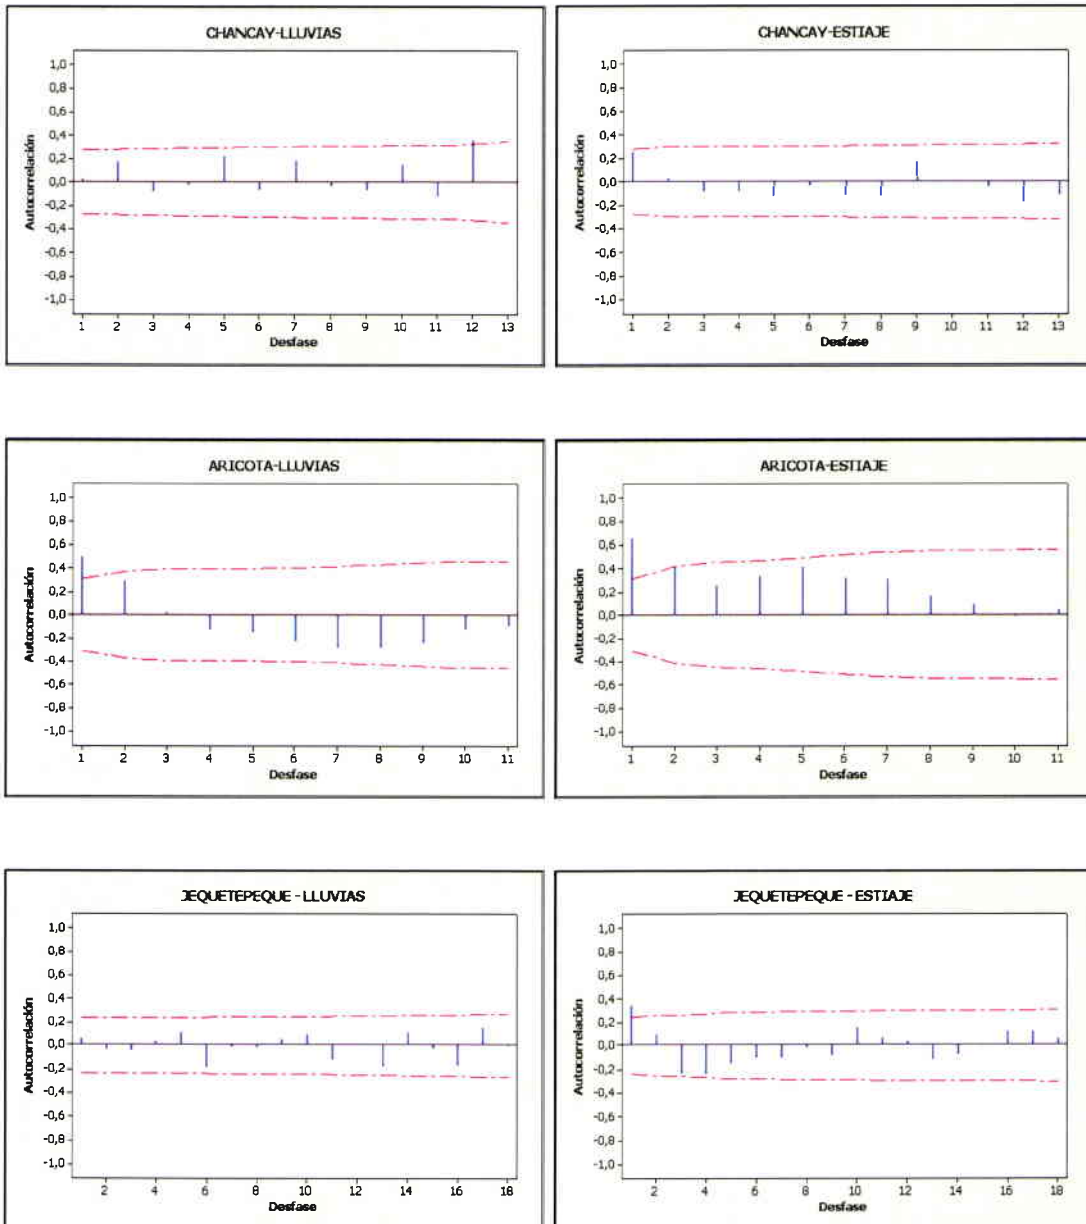 CHANCAY-LLUVIAS
Autocorrelación
1,0
0,8
0,6
0,4
0,2
0,0
-0,2
-0,4
-0,6
-0,8
-1,0
1 2 3 4 5 6 7 8 9 10 11 12 13
Desfase
CHANCAY-ESTIAJE
Autocorrelación
1,0
0,8
0,6
0,4
0,2
0,0
-0,2
-0,4
-0,6
-0,8
-1,0
1 2 3 4 5 6 7 8 9 10 11 12 13
Desfase
ARICOTA-LLUVIAS
Autocorrelación
1,0
0,8
0,6
0,4
0,2
0,0
-0,2
-0,4
-0,6
-0,8
-1,0
1 2 3 4 5 6 7 8 9 10 11
Desfase
ARICOTA-ESTIAJE
Autocorrelación
1,0
0,8
0,6
0,4
0,2
0,0
-0,2
-0,4
-0,6
-0,8
-1,0
1 2 3 4 5 6 7 8 9 10 11
Desfase
JEQUETEPEQUE - LLUVIAS
Autocorrelación
1,0
0,8
0,6
0,4
0,2
0,0
-0,2
-0,4
-0,6
-0,8
-1,0
2 4 6 8 10 12 14 16 18
Desfase
JEQUETEPEQUE - ESTIAJE
Autocorrelación
1,0
0,8
0,6
0,4
0,2
0,0
-0,2
-0,4
-0,6
-0,8
-1,0
2 4 6 8 10 12 14 16 18
Desfase